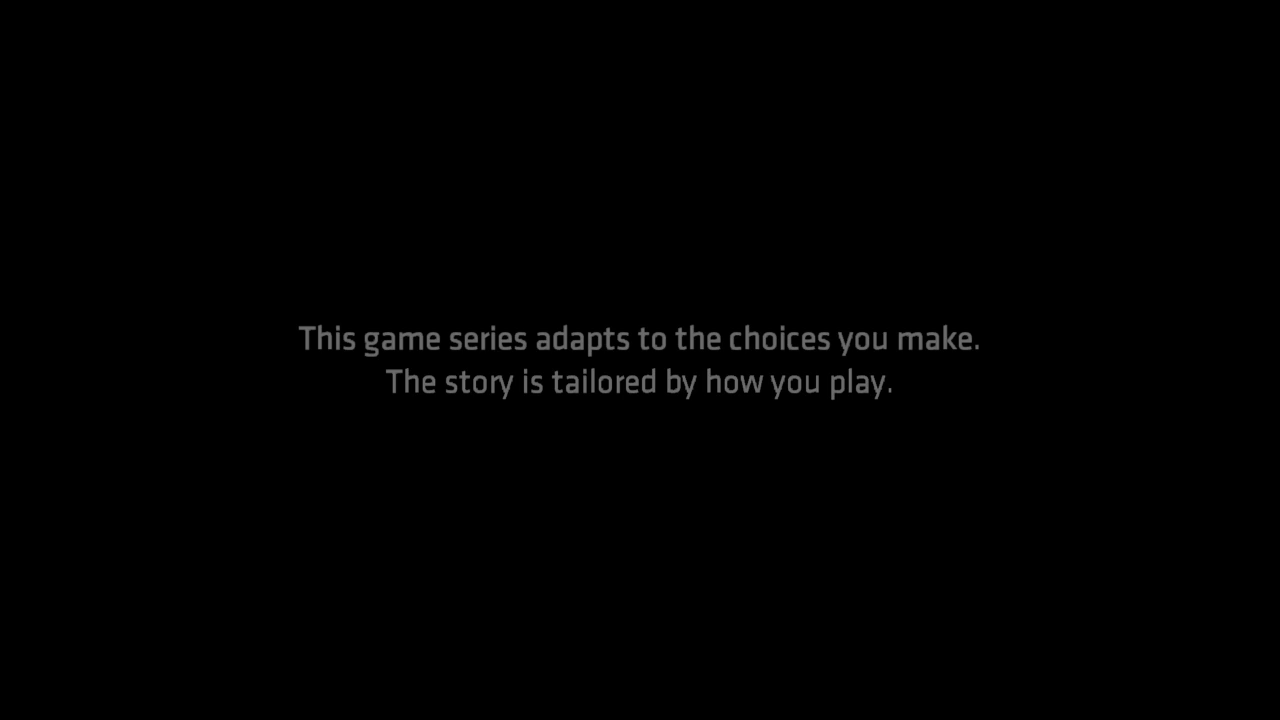 This game series adapts to the choices you make.
The story is tailored by how you play.